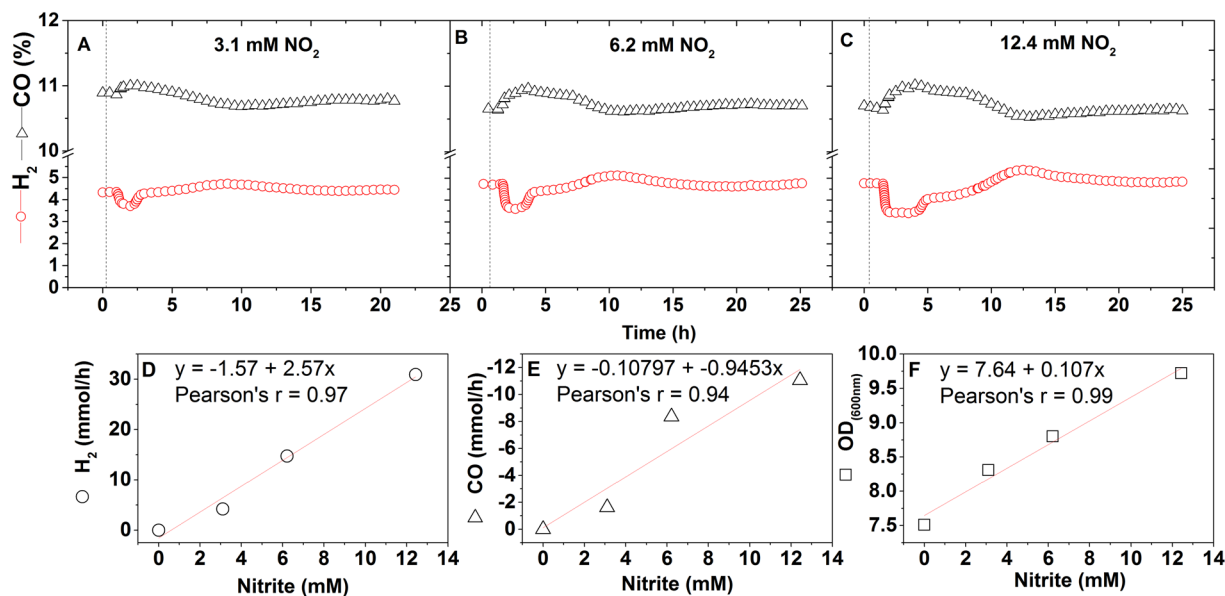 A
3.1 mM NO2
B
6.2 mM NO2
C
12.4 mM NO2
H2 CO (%)
12
11
10
5
4
3
2
1
0
0 5 10 15 20 25
0 5 10 15 20 25
0 5 10 15 20 25
Time (h)
D
y = -1.57 + 2.57x
Pearson's r = 0.97
H2 (mmol/h)
30
20
10
0
0 2 4 6 8 10 12 14
Nitrite (mM)
E
y = -0.10797 + -0.9453x
Pearson's r = 0.94
CO (mmol/h)
-12
-10
-8
-6
-4
-2
0
0 2 4 6 8 10 12 14
Nitrite (mM)
F
y = 7.64 + 0.107x
Pearson's r = 0.99
OD(600nm)
10.0
9.5
9.0
8.5
8.0
7.5
0 2 4 6 8 10 12 14
Nitrite (mM)